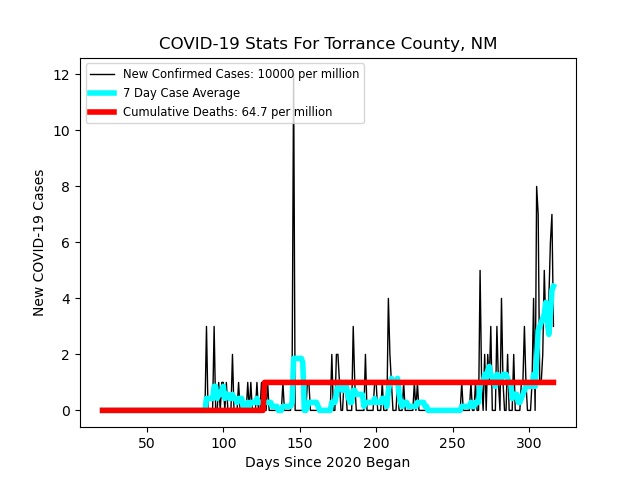 COVID-19 Stats For Torrance County, NM
New Confirmed Cases: 10000 per million
7 Day Case Average
Cumulative Deaths: 64.7 per million
12
10
8
6
4
2
0
New COVID-19 Cases
50 100 150 200 250 300
Days Since 2020 Began